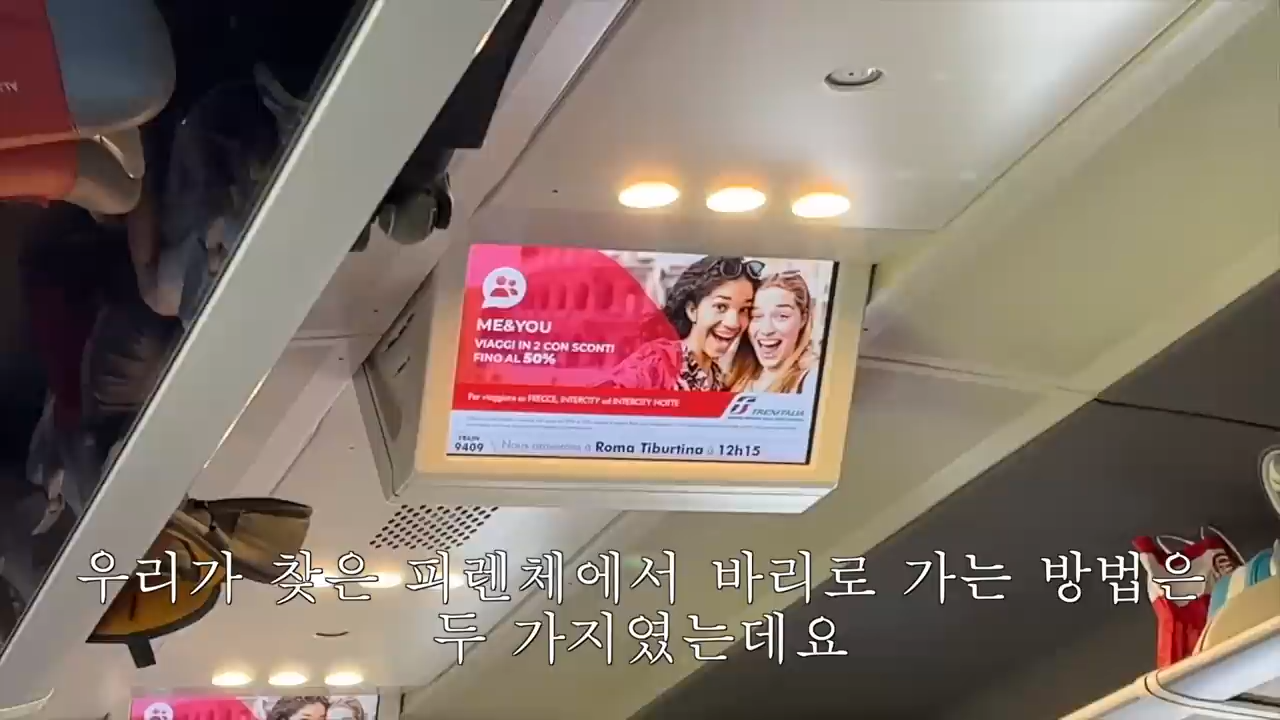 ME&YOU
VIAGGI IN 2 CON SCONTI
FINO AL 50%
Per viaggiare su FRECCE, INTERCITY ed INTERCITY NOTTE
TRENITALIA
TRAIN
9409
Nous arriverons à Roma Tiburtina à 12h15
우리가 찾은 피렌체에서 바리로 가는 방법은
두 가지였는데요